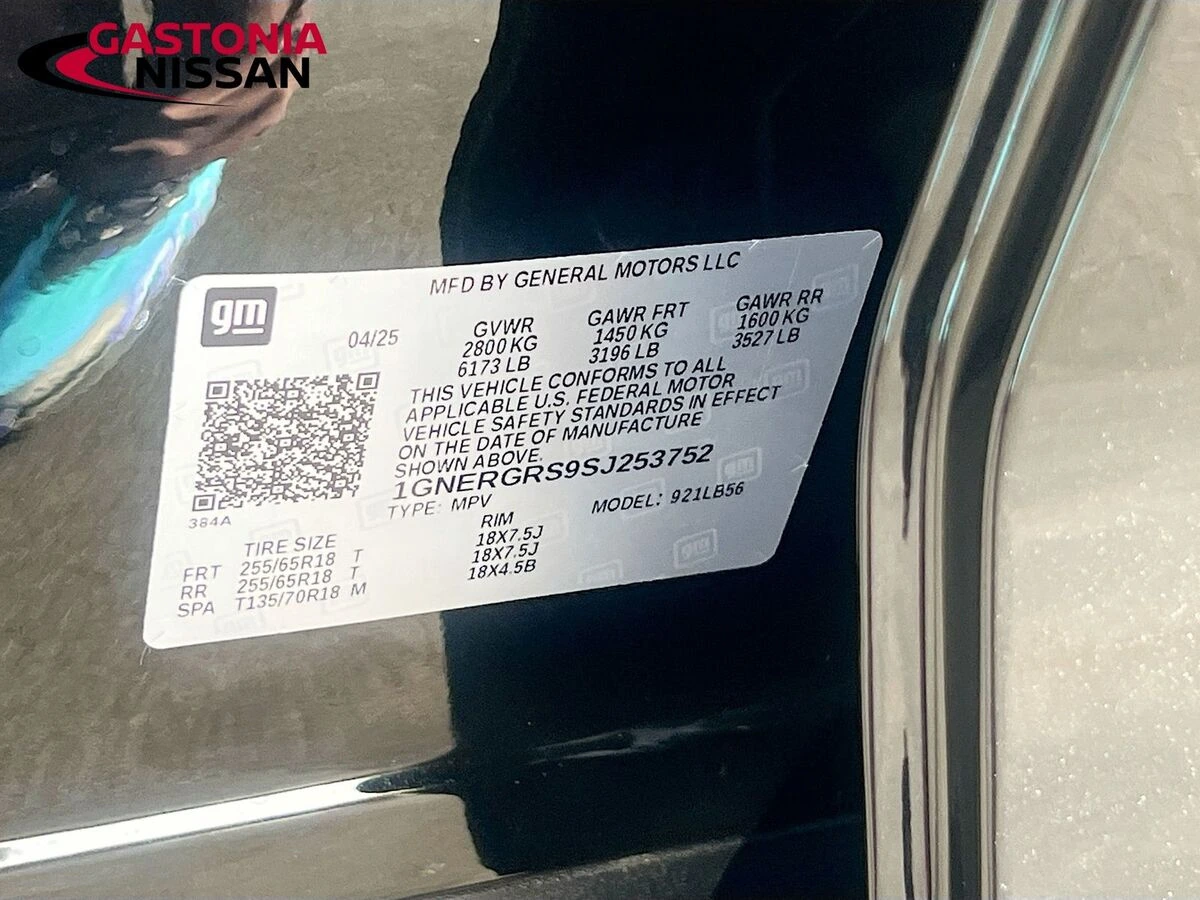 GASTONIA
NISSAN
MFD BY GENERAL MOTORS LLC
gm
04/25
GVWR GAWR FRT GAWR RR
2800 KG 1450 KG 1600 KG
6173 LB 3196 LB 3527 LB
THIS VEHICLE CONFORMS TO ALL
APPLICABLE U.S. FEDERAL MOTOR
VEHICLE SAFETY STANDARDS IN EFFECT
ON THE DATE OF MANUFACTURE
SHOWN ABOVE.
1GNERGRS9SJ253752
TYPE: MPV MODEL: 921LB56
384A
TIRE SIZE RIM
FRT 255/65R18 T 18X7.5J
RR 255/65R18 T 18X7.5J
SPA T135/70R18 M 18X4.5B